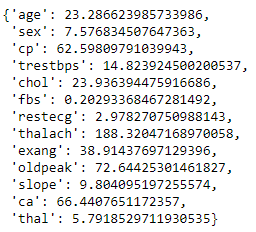 {'age': 23.286623985733986,
'sex': 7.576834507647363,
'cp': 62.59809791039943,
'trestbps': 14.823924500200537,
'chol': 23.936394475916686,
'fbs': 0.20293368467281492,
'restecg': 2.978270750988143,
'thalach': 188.32047168970058,
'exang': 38.91437697129396,
'oldpeak': 72.64425301461827,
'slope': 9.804095197255574,
'ca': 66.4407651172357,
'thal': 5.7918529711930535}